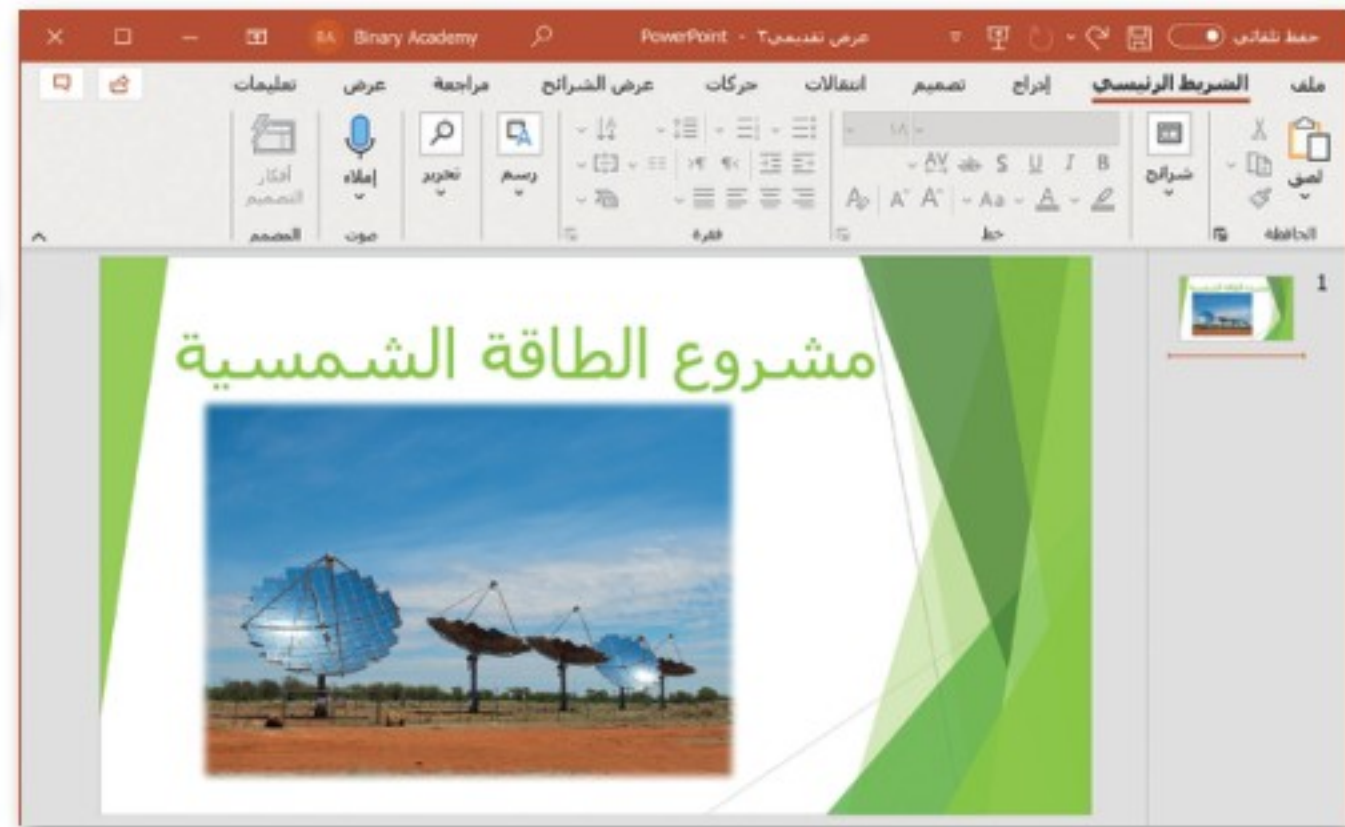 حفظ تلقائي عرض تقديمي٣ - PowerPoint Binary Academy BA
ملف الشريط الرئيسي إدراج تصميم انتقالات حركات عرض الشرائح مراجعة عرض تعليمات
لصق شرائح رسم تحرير إملاء أفكار التصميم
الحافظة خط فقرة صوت المصمم
1
مشروع الطاقة الشمسية